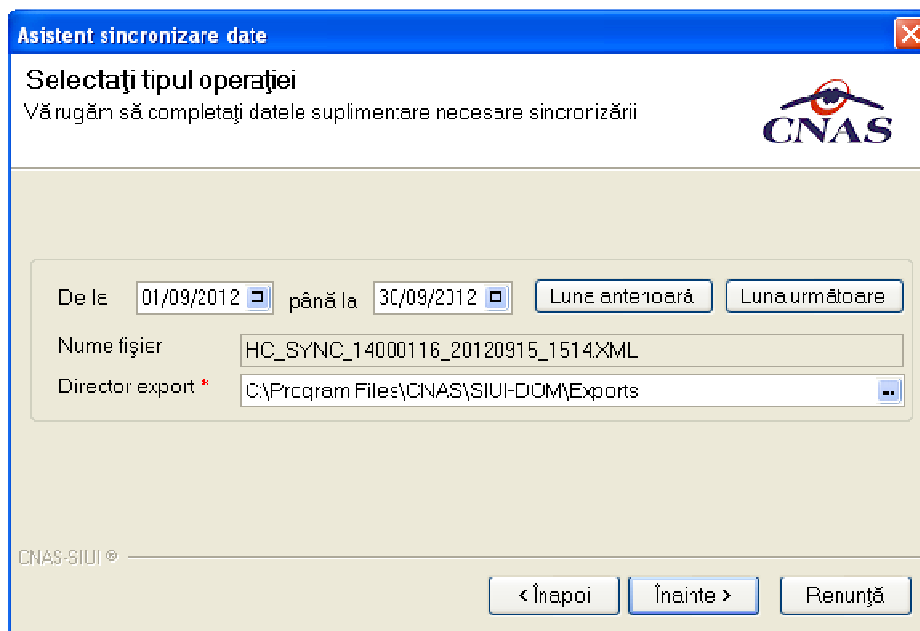 Asistent sincronizare date
Selectaţi tipul operaţiei
Vă rugăm să completaţi datele suplimentare necesare sincronizării
CNAS
De la 01/09/2012 până la 30/09/2012 Luna anterioară Luna următoare
Nume fişier HC_SYNC_14000116_20120915_1514.XML
Director export * C:\Program Files\CNAS\SIUI-DOM\Exports ...
CNAS-SIUI ®
< Înapoi Înainte > Renunţă